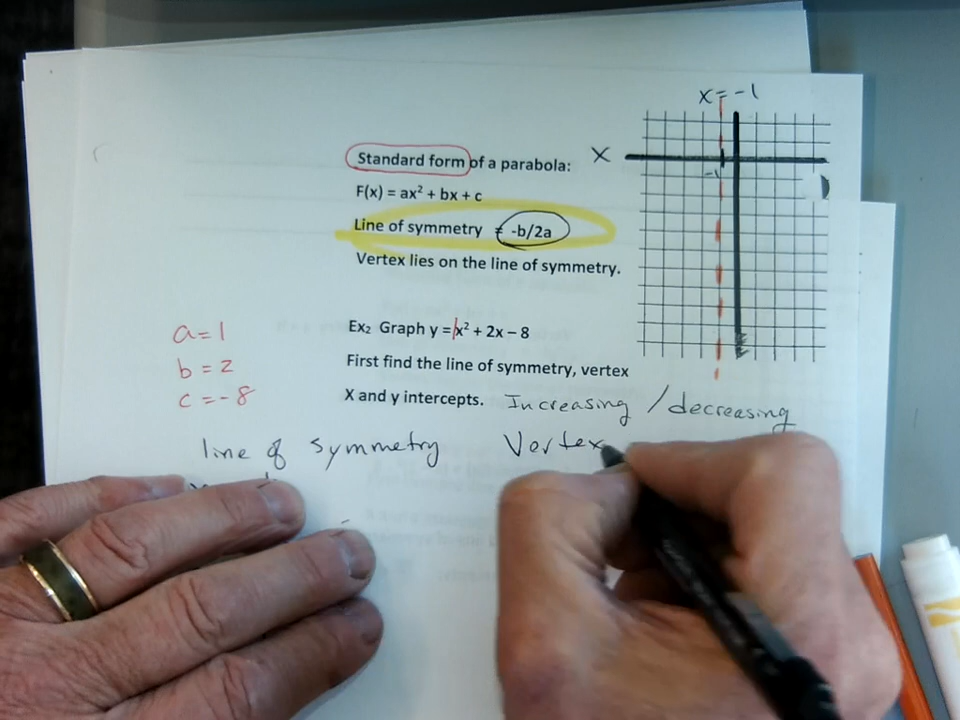 x = -1
Standard form of a parabola:
X
F(x) = ax² + bx + c
-1
Line of symmetry = -b/2a
Vertex lies on the line of symmetry.
a=1
Ex₂ Graph y = x² + 2x – 8
b = 2
First find the line of symmetry, vertex
c = -8
X and y intercepts. Increasing / decreasing
line of symmetry
Vertex